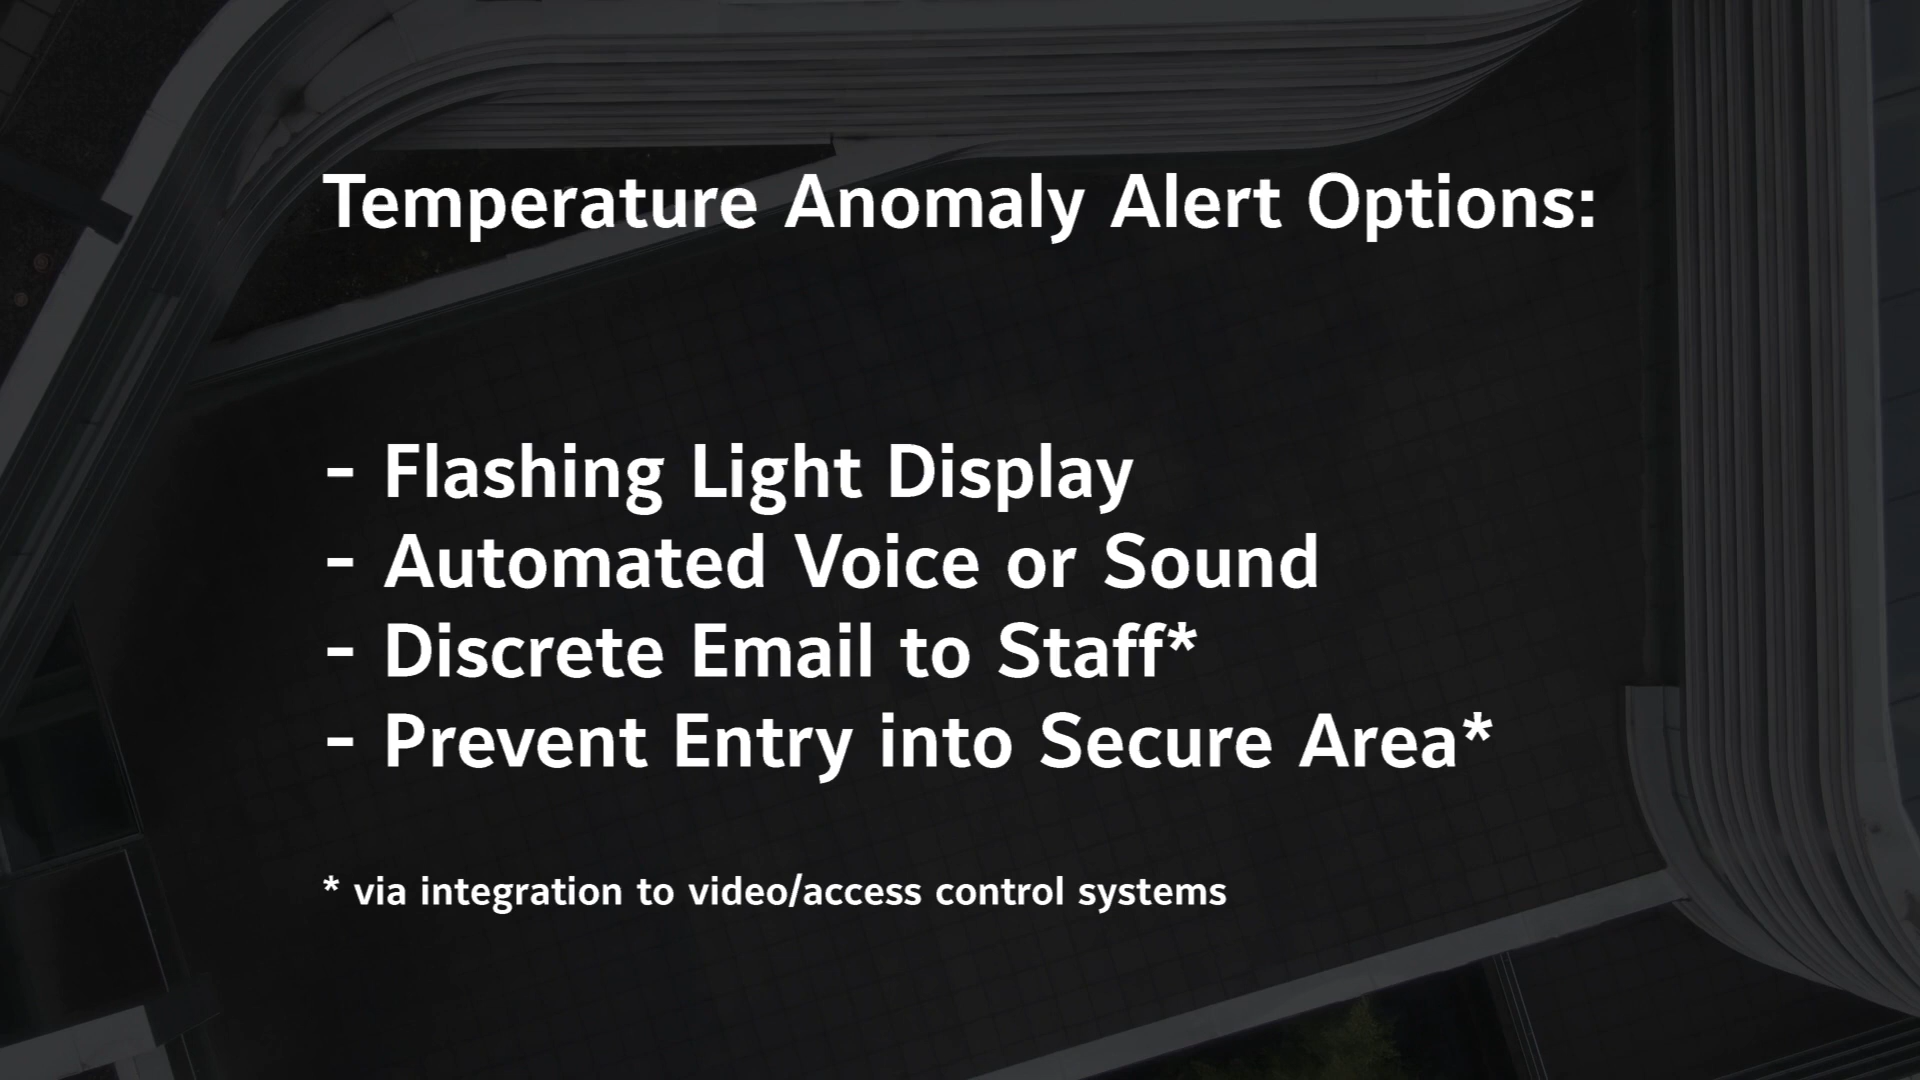 Temperature Anomaly Alert Options:
- Flashing Light Display
- Automated Voice or Sound
- Discrete Email to Staff*
- Prevent Entry into Secure Area*
* via integration to video/access control systems